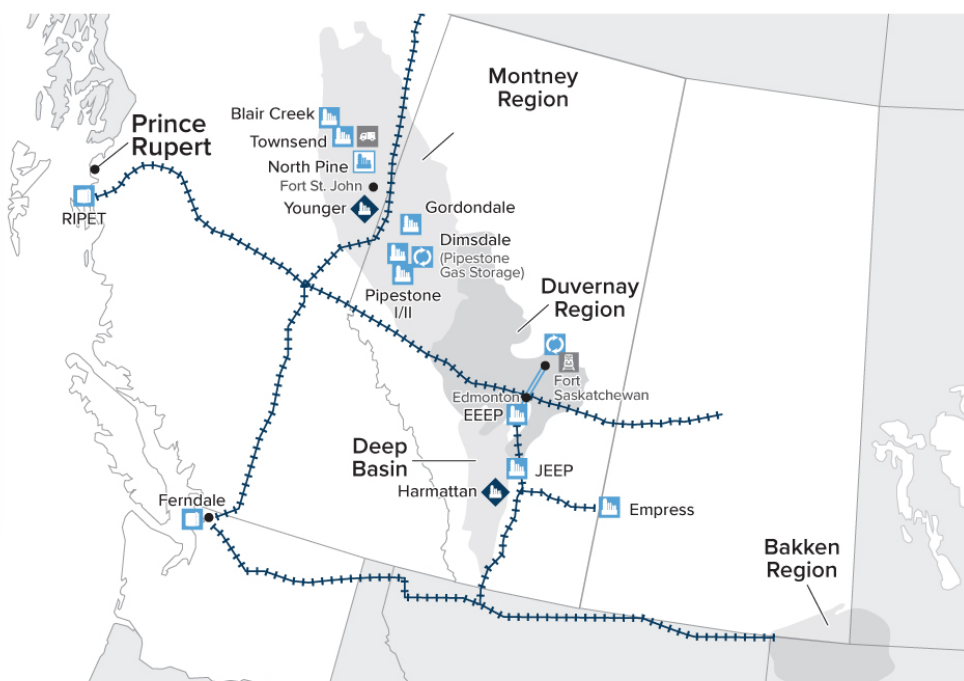 Montney
Region
Blair Creek
Prince
Rupert
Townsend
North Pine
Fort St. John
RIPET
Younger
Gordondale
Dimsdale
(Pipestone
Gas Storage)
Pipestone
I/II
Duvernay
Region
Fort
Saskatchewan
Edmonton
EEEP
Deep
Basin
JEEP
Harmattan
Ferndale
Empress
Bakken
Region